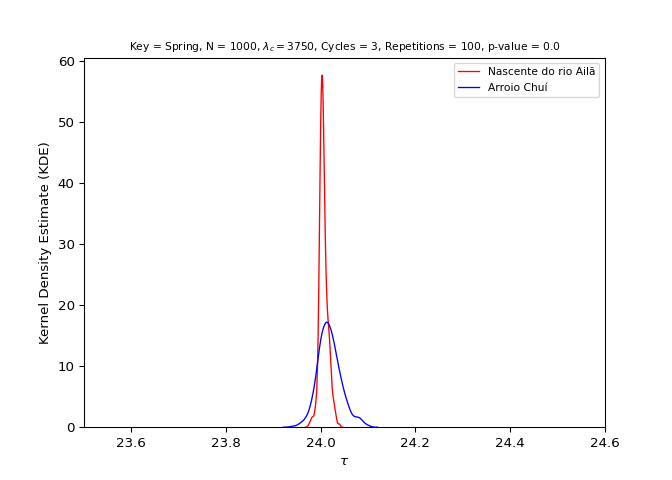 Key = Spring, N = 1000, λc = 3750, Cycles = 3, Repetitions = 100, p-value = 0.0
Nascente do rio Ailã
Arroio Chuí
60
50
40
30
20
10
0
Kernel Density Estimate (KDE)
23.6 23.8 24.0 24.2 24.4 24.6
τ